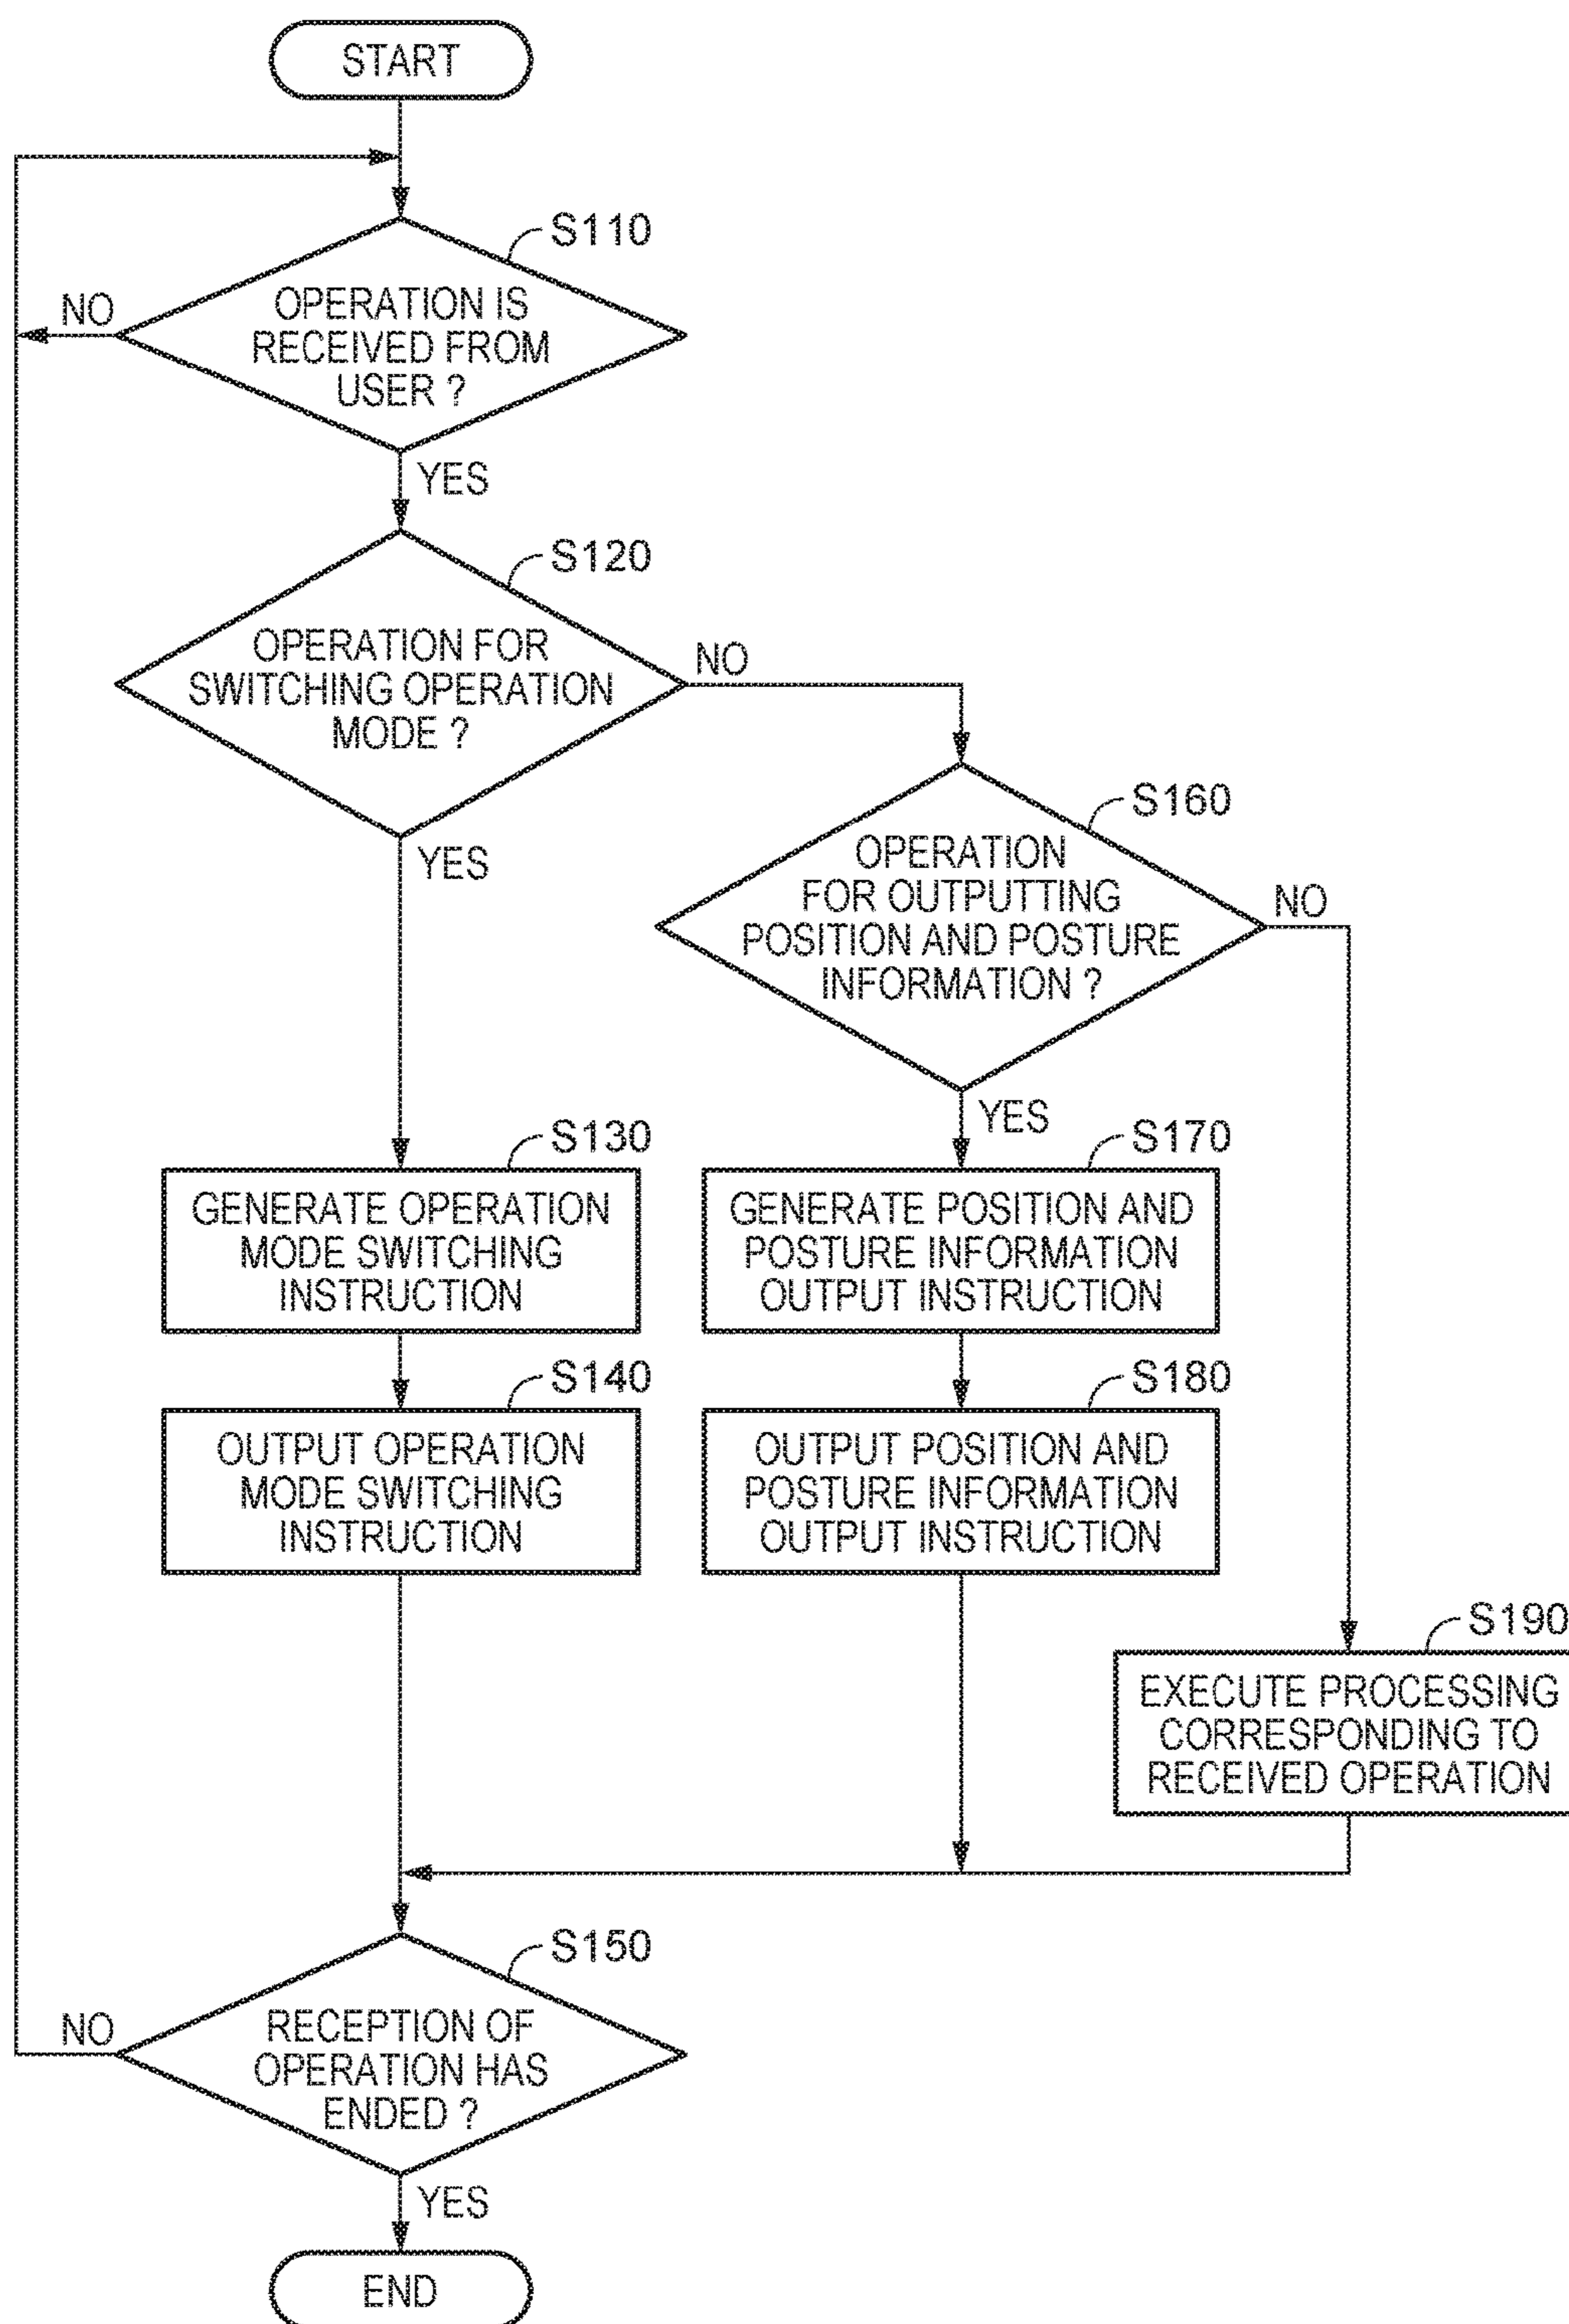 START
S110
NO
OPERATION IS
RECEIVED FROM
USER ?
YES
S120
OPERATION FOR
SWITCHING OPERATION
MODE ?
NO
YES
S160
OPERATION
FOR OUTPUTTING
POSITION AND POSTURE
INFORMATION ?
NO
YES
S130
GENERATE OPERATION
MODE SWITCHING
INSTRUCTION
S170
GENERATE POSITION AND
POSTURE INFORMATION
OUTPUT INSTRUCTION
S140
OUTPUT OPERATION
MODE SWITCHING
INSTRUCTION
S180
OUTPUT POSITION AND
POSTURE INFORMATION
OUTPUT INSTRUCTION
S190
EXECUTE PROCESSING
CORRESPONDING TO
RECEIVED OPERATION
S150
NO
RECEPTION OF
OPERATION HAS
ENDED ?
YES
END